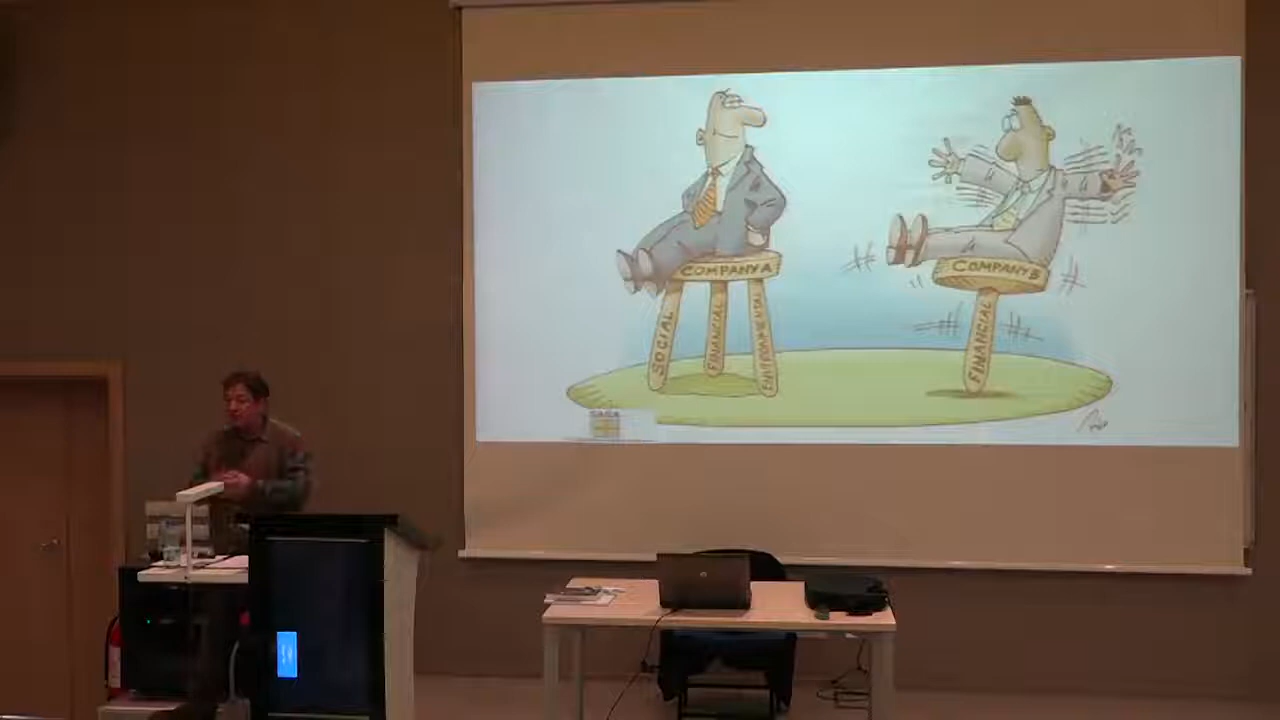 COMPANY A
SOCIAL
FINANCIAL
ENVIRONMENTAL
COMPANY B
FINANCIAL